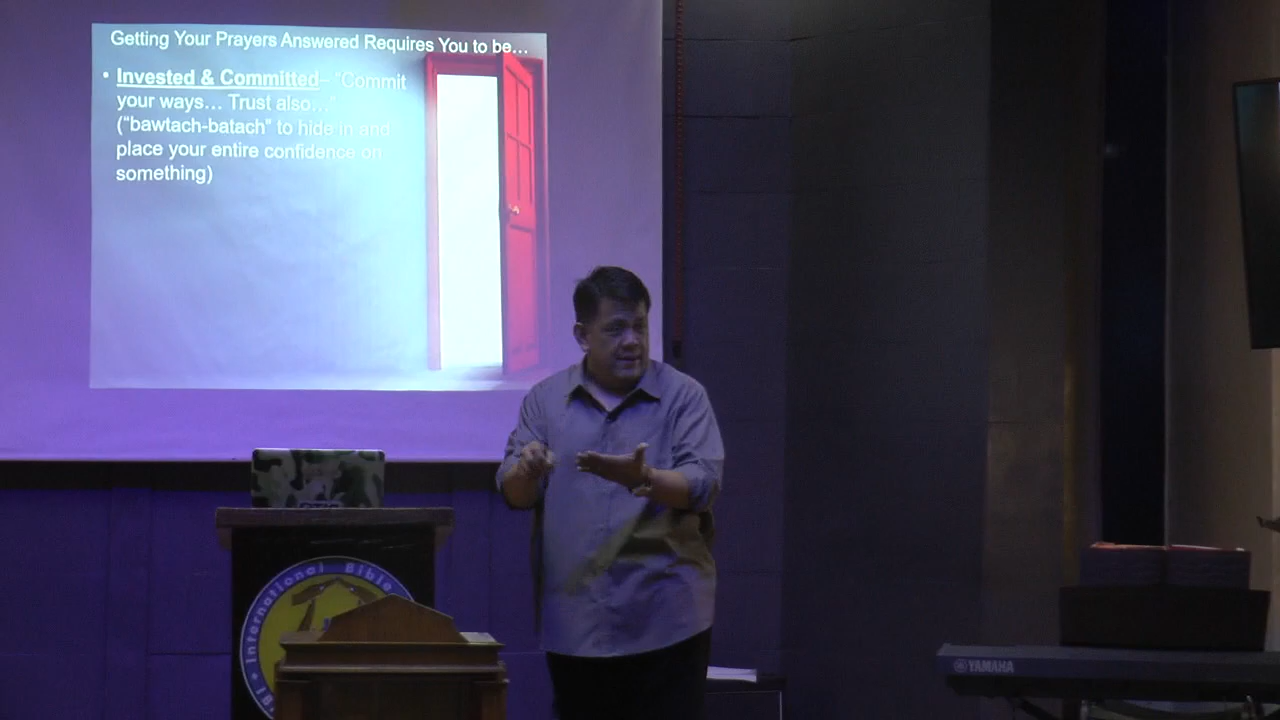 Getting Your Prayers Answered Requires You to be…
• Invested & Committed– “Commit
your ways… Trust also…”
(“bawtach-batach” to hide in and
place your entire confidence on
something)
International Bible
YAMAHA